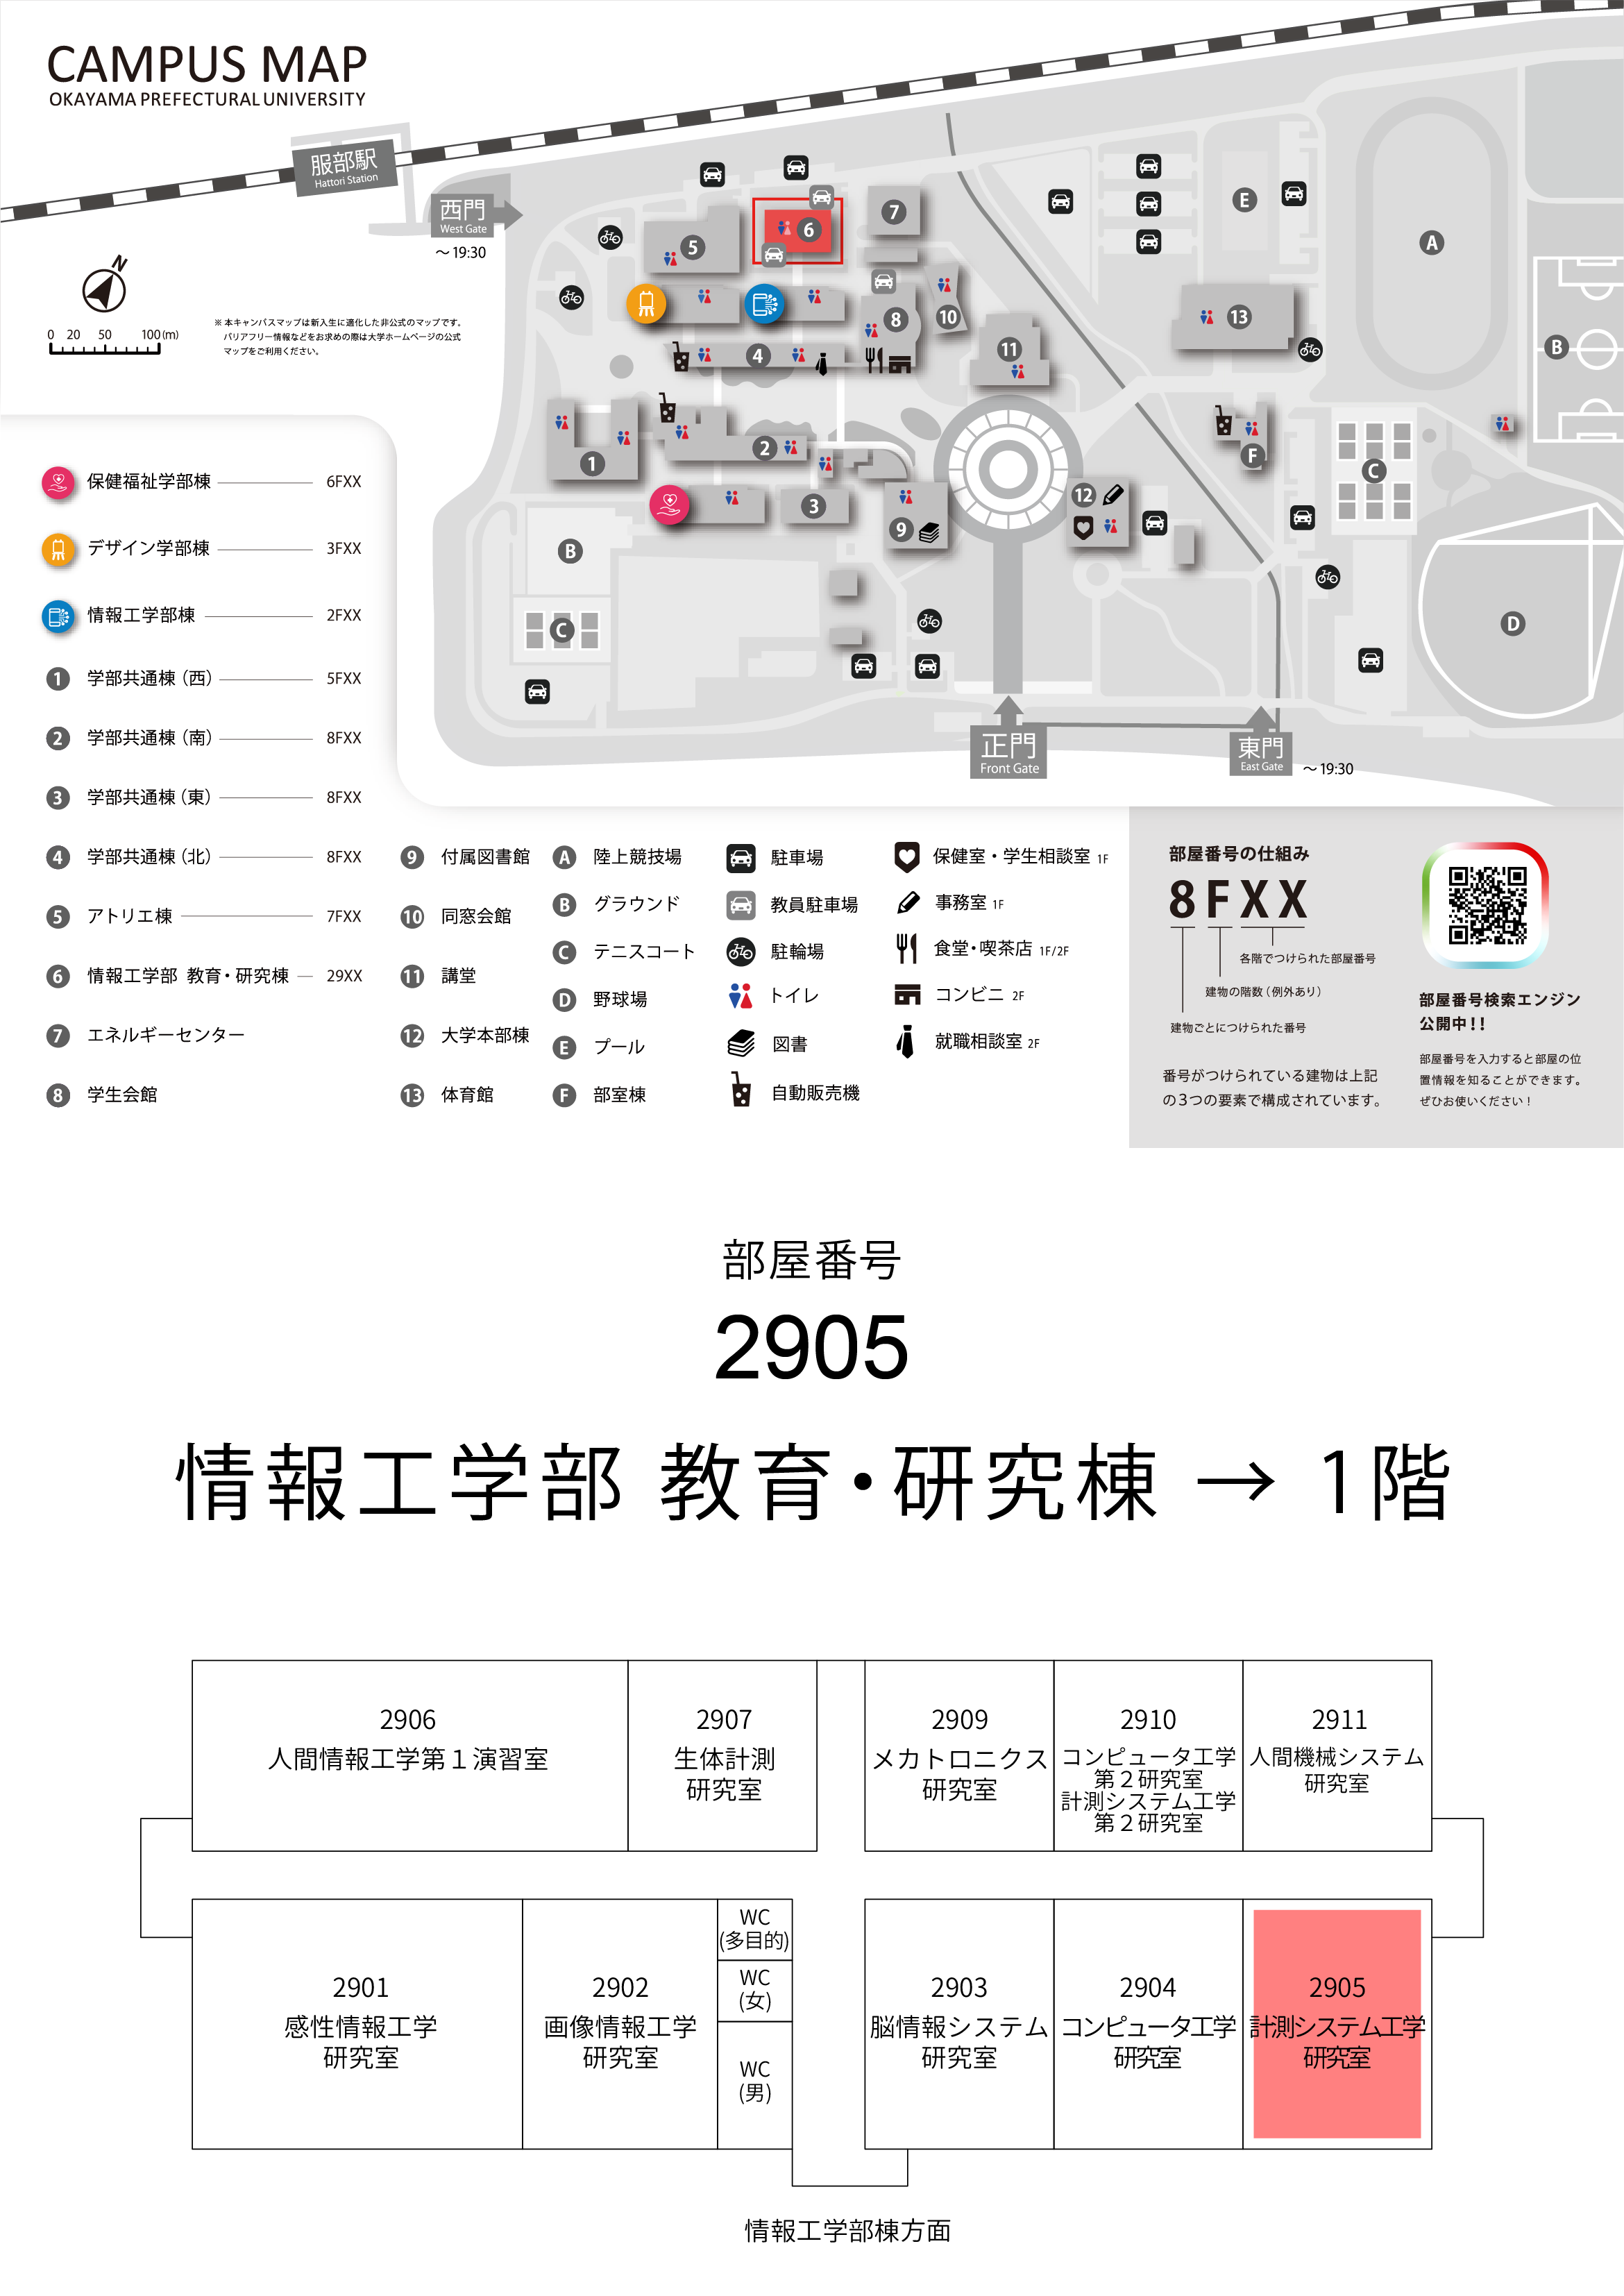 CAMPUS MAP
OKAYAMA PREFECTURAL UNIVERSITY
服部駅
Hattori Station
西門
West Gate
～19:30
N
0 20 50 100(m)
※ 本キャンパスマップは新入生に適化した非公式のマップです。
バリアフリー情報などをお求めの際は大学ホームページの公式
マップをご利用ください。
5
6
7
8
10
11
4
1
2
3
9
12
13
A
B
C
D
E
F
B
C
正門
Front Gate
東門
East Gate
～19:30
保健福祉学部棟 6FXX
デザイン学部棟 3FXX
情報工学部棟 2FXX
1 学部共通棟（西） 5FXX
2 学部共通棟（南） 8FXX
3 学部共通棟（東） 8FXX
4 学部共通棟（北） 8FXX
5 アトリエ棟 7FXX
6 情報工学部 教育・研究棟 29XX
7 エネルギーセンター
8 学生会館
9 付属図書館
10 同窓会館
11 講堂
12 大学本部棟
13 体育館
A 陸上競技場
B グラウンド
C テニスコート
D 野球場
E プール
F 部室棟
駐車場
教員駐車場
駐輪場
トイレ
図書
自動販売機
保健室・学生相談室 1F
事務室 1F
食堂・喫茶店 1F/2F
コンビニ 2F
就職相談室 2F
部屋番号の仕組み
8FXX
各階でつけられた部屋番号
建物の階数（例外あり）
建物ごとにつけられた番号
番号がつけられている建物は上記
の3つの要素で構成されています。
部屋番号検索エンジン
公開中!!
部屋番号を入力すると部屋の位
置情報を知ることができます。
ぜひお使いください！
部屋番号
2905
情報工学部 教育・研究棟 → 1階
2906
人間情報工学第１演習室
2907
生体計測
研究室
2909
メカトロニクス
研究室
2910
コンピュータ工学
第２研究室
計測システム工学
第２研究室
2911
人間機械システム
研究室
2901
感性情報工学
研究室
2902
画像情報工学
研究室
WC
(多目的)
WC
(女)
WC
(男)
2903
脳情報システム
研究室
2904
コンピュータ工学
研究室
2905
計測システム工学
研究室
情報工学部棟方面